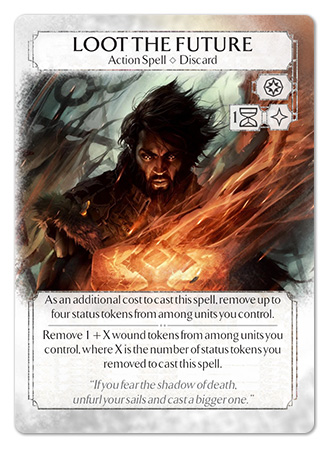 LOOT THE FUTURE
Action Spell ◇ Discard
1
As an additional cost to cast this spell, remove up to
four status tokens from among units you control.
Remove 1 + X wound tokens from among units you
control, where X is the number of status tokens you
removed to cast this spell.
"If you fear the shadow of death,
unfurl your sails and cast a bigger one."